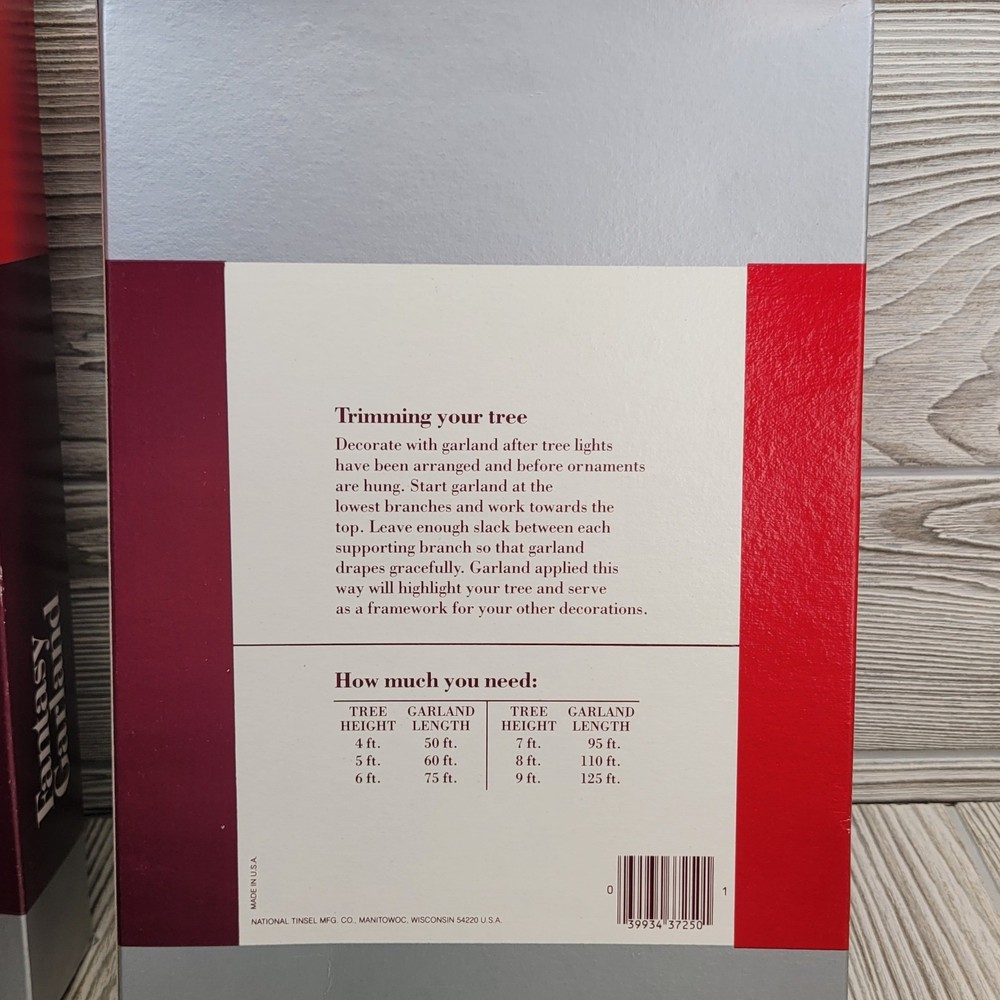 Fantasy
Garland
Trimming your tree
Decorate with garland after tree lights
have been arranged and before ornaments
are hung. Start garland at the
lowest branches and work towards the
top. Leave enough slack between each
supporting branch so that garland
drapes gracefully. Garland applied this
way will highlight your tree and serve
as a framework for your other decorations.
How much you need:
TREE GARLAND TREE GARLAND
HEIGHT LENGTH HEIGHT LENGTH
4 ft. 50 ft. 7 ft. 95 ft.
5 ft. 60 ft. 8 ft. 110 ft.
6 ft. 75 ft. 9 ft. 125 ft.
MADE IN U.S.A.
NATIONAL TINSEL MFG. CO., MANITOWOC, WISCONSIN 54220 U.S.A.
0 39934 37250 1